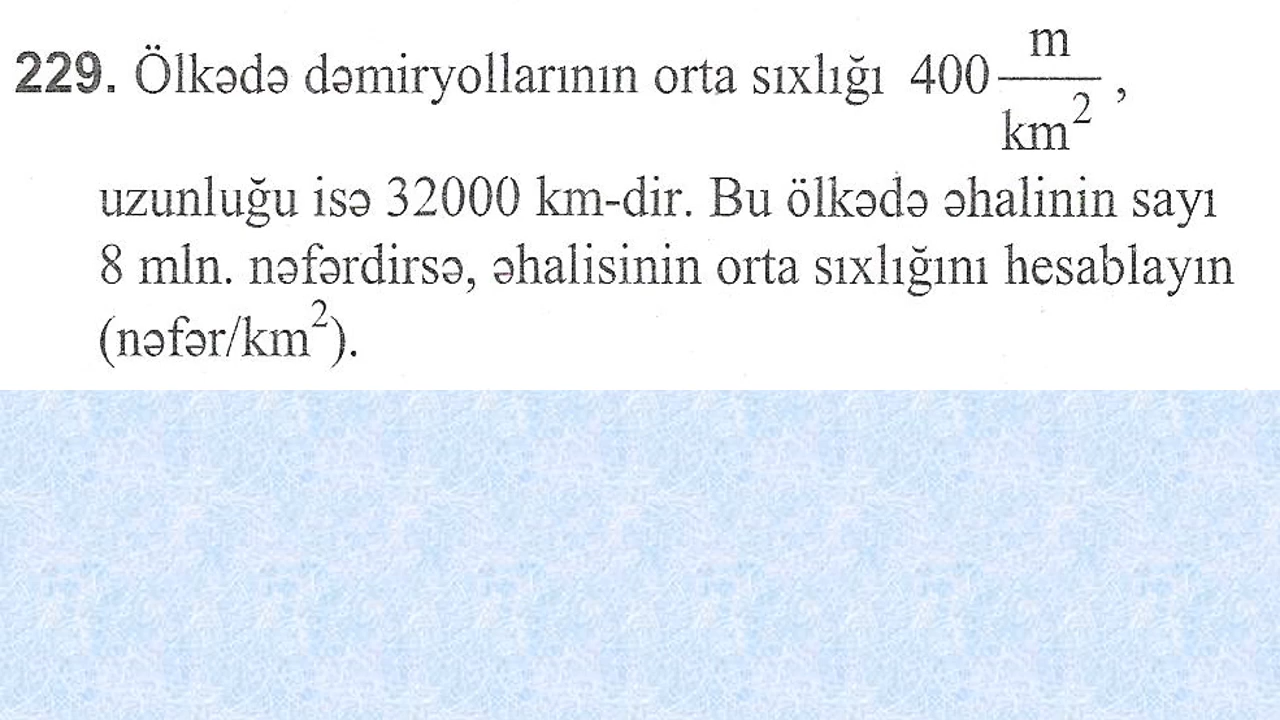 229. Ölkədə dəmiryollarının orta sıxlığı 400 m/km²,
uzunluğu isə 32000 km-dir. Bu ölkədə əhalinin sayı
8 mln. nəfərdirsə, əhalisinin orta sıxlığını hesablayın
(nəfər/km²).